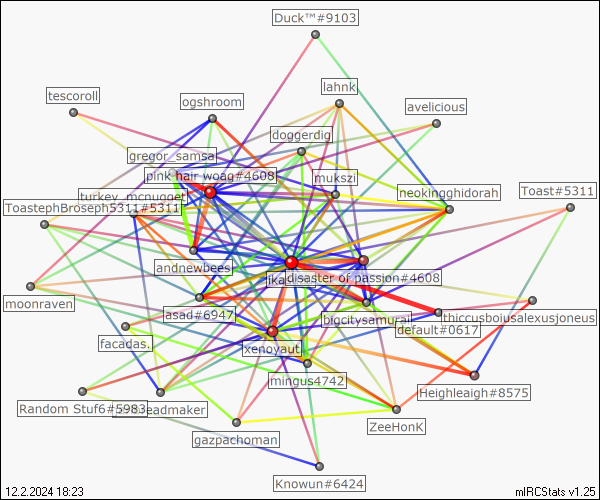 Duck™#9103
lahnk
tescoroll
ogshroom
avelicious
doggerdig
gregor_samsa
pink hair woag#4608
mukszi
neokingghidorah
Toast#5311
turkey_mcnugget
ToastephBroseph5311#5311
andnewbees
disaster of passion#4608
moonraven
asad#6947
bigcitysamurai
thiccusboiusalexusjoneus
default#0617
facadas.
xenoyaut
mingus4742
Heighleaigh#8575
Random Stuf6#5983
eadmaker
ZeeHonK
gazpachoman
Knowun#6424
12.2.2024 18:23
mIRCStats v1.25